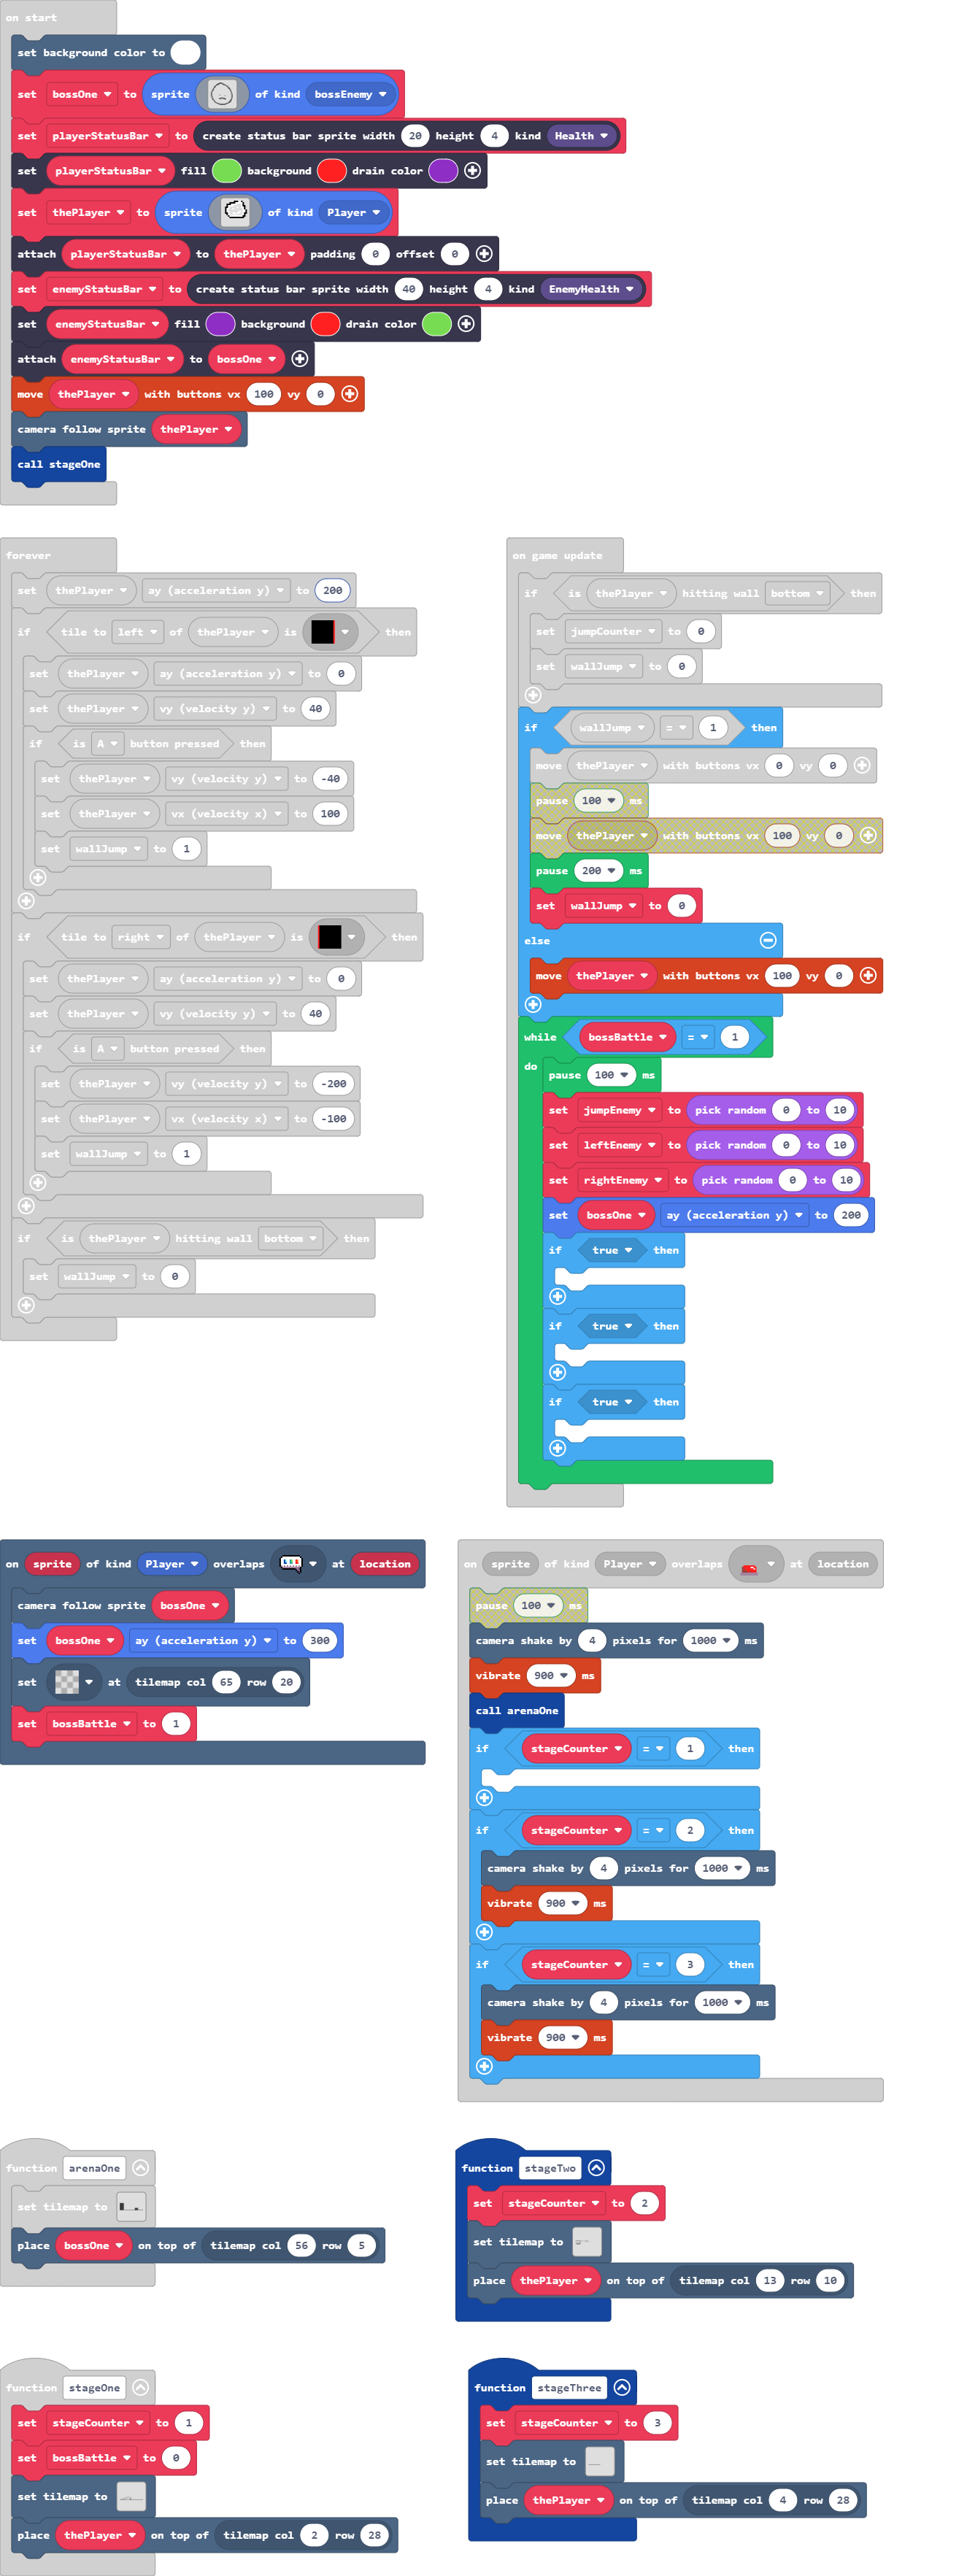 on start
set background color to
set bossOne to sprite of kind bossEnemy
set playerStatusBar to create status bar sprite width 20 height 4 kind Health
set playerStatusBar fill background drain color
set thePlayer to sprite of kind Player
attach playerStatusBar to thePlayer padding 0 offset 0
set enemyStatusBar to create status bar sprite width 40 height 4 kind EnemyHealth
set enemyStatusBar fill background drain color
attach enemyStatusBar to bossOne
move thePlayer with buttons vx 100 vy 0
camera follow sprite thePlayer
call stageOne
forever
set thePlayer ay (acceleration y) to 200
if tile to left of thePlayer is then
set thePlayer ay (acceleration y) to 0
set thePlayer vy (velocity y) to 40
if is A button pressed then
set thePlayer vy (velocity y) to -40
set thePlayer vx (velocity x) to 100
set wallJump to 1
if tile to right of thePlayer is then
set thePlayer ay (acceleration y) to 0
set thePlayer vy (velocity y) to 40
if is A button pressed then
set thePlayer vy (velocity y) to -200
set thePlayer vx (velocity x) to -100
set wallJump to 1
if is thePlayer hitting wall bottom then
set wallJump to 0
on game update
if is thePlayer hitting wall bottom then
set jumpCounter to 0
set wallJump to 0
if wallJump = 1 then
move thePlayer with buttons vx 0 vy 0
pause 100 ms
move thePlayer with buttons vx 100 vy 0
pause 200 ms
set wallJump to 0
else
move thePlayer with buttons vx 100 vy 0
while bossBattle = 1
do pause 100 ms
set jumpEnemy to pick random 0 to 10
set leftEnemy to pick random 0 to 10
set rightEnemy to pick random 0 to 10
set bossOne ay (acceleration y) to 200
if true then
if true then
if true then
on sprite of kind Player overlaps at location
camera follow sprite bossOne
set bossOne ay (acceleration y) to 300
set at tilemap col 65 row 20
set bossBattle to 1
on sprite of kind Player overlaps at location
pause 100 ms
camera shake by 4 pixels for 1000 ms
vibrate 900 ms
call arenaOne
if stageCounter = 1 then
if stageCounter = 2 then
camera shake by 4 pixels for 1000 ms
vibrate 900 ms
if stageCounter = 3 then
camera shake by 4 pixels for 1000 ms
vibrate 900 ms
function arenaOne
set tilemap to
place bossOne on top of tilemap col 56 row 5
function stageTwo
set stageCounter to 2
set tilemap to
place thePlayer on top of tilemap col 13 row 10
function stageOne
set stageCounter to 1
set bossBattle to 0
set tilemap to
place thePlayer on top of tilemap col 2 row 28
function stageThree
set stageCounter to 3
set tilemap to
place thePlayer on top of tilemap col 4 row 28